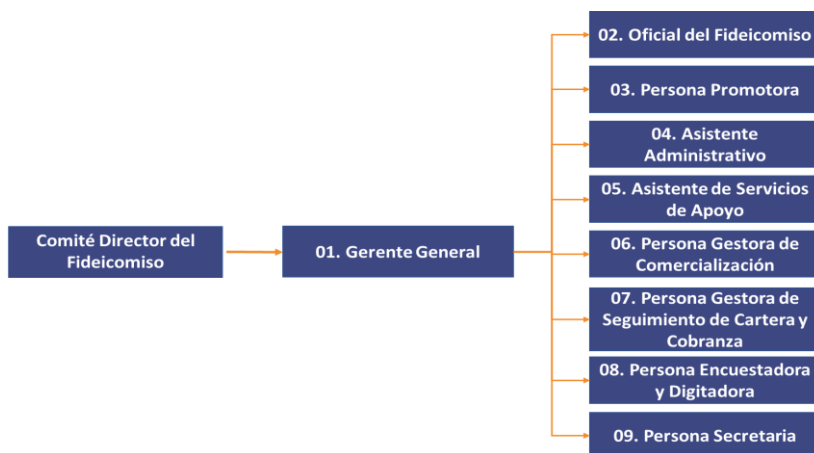 Comité Director del
Fideicomiso
01. Gerente General
02. Oficial del Fideicomiso
03. Persona Promotora
04. Asistente
Administrativo
05. Asistente de Servicios
de Apoyo
06. Persona Gestora de
Comercialización
07. Persona Gestora de
Seguimiento de Cartera y
Cobranza
08. Persona Encuestadora
y Digitadora
09. Persona Secretaria